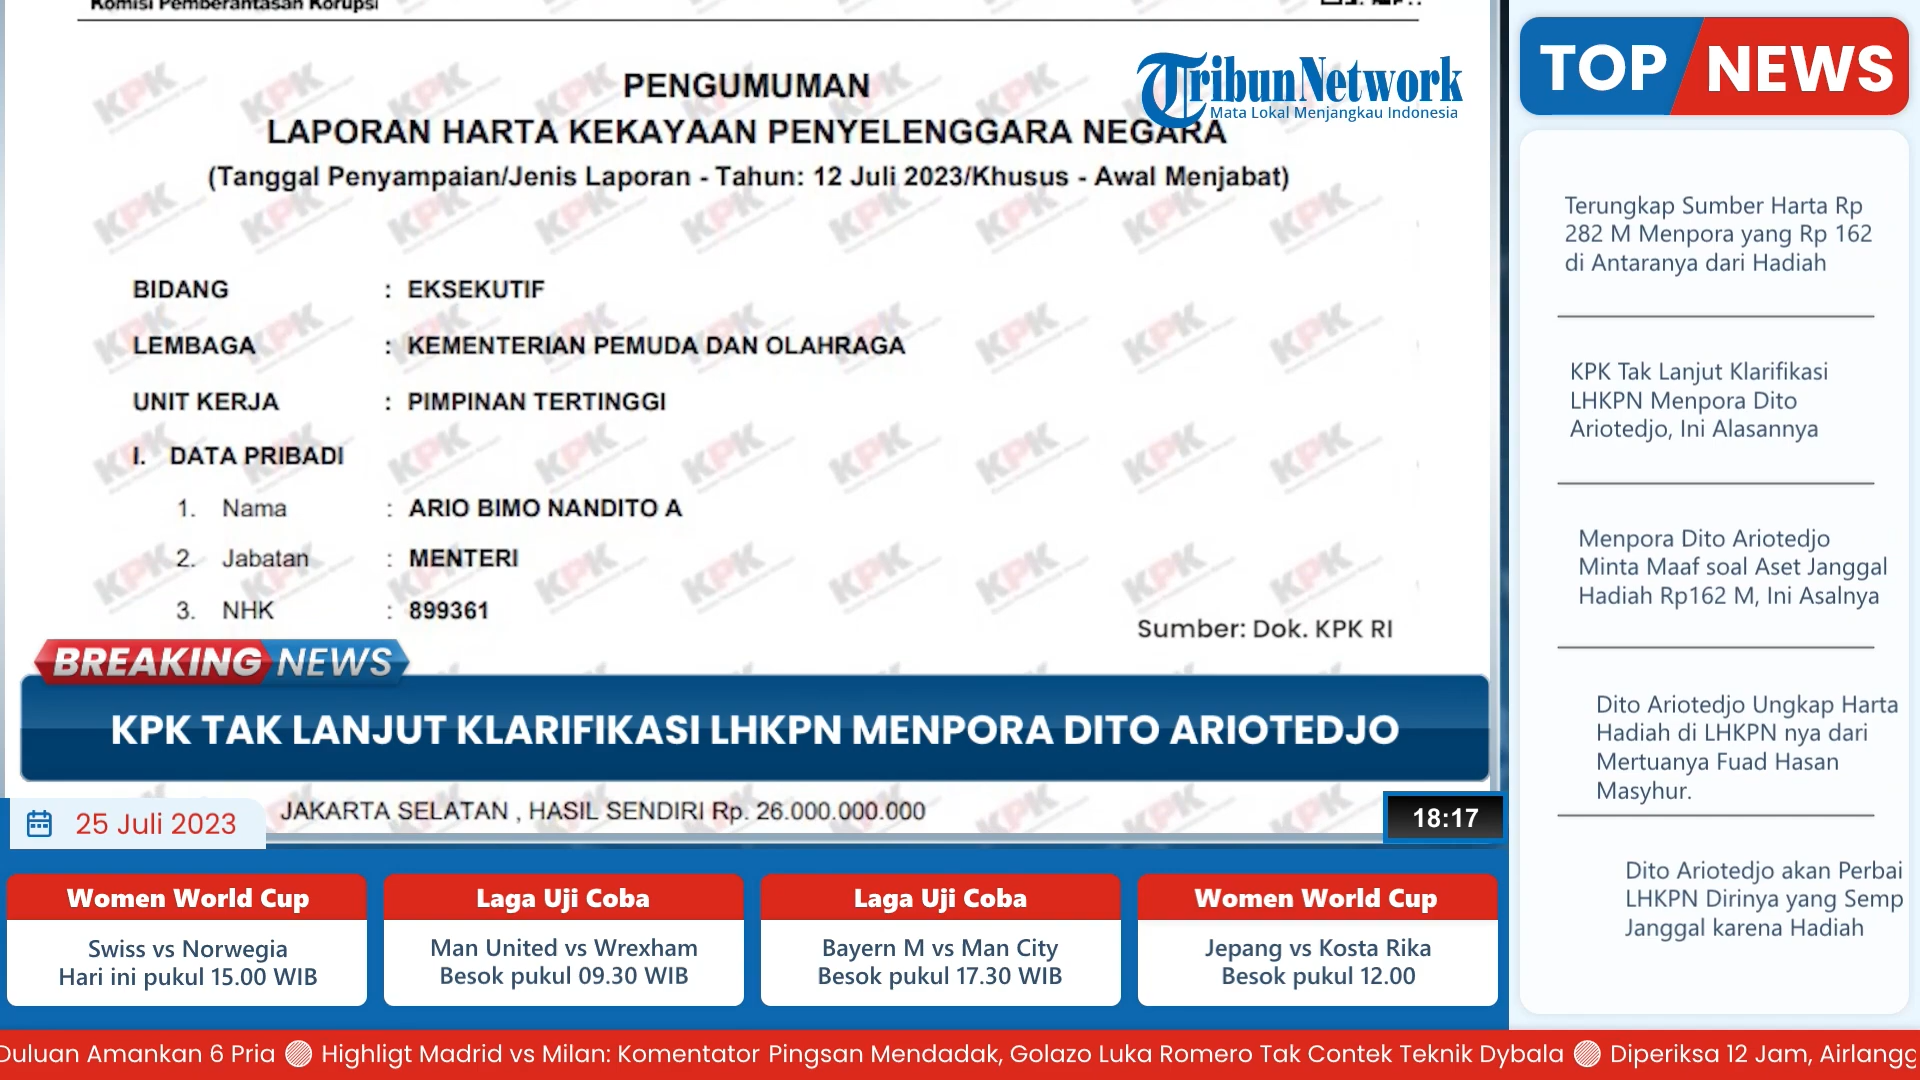 Komisi Pemberantasan Korupsi
PENGUMUMAN
LAPORAN HARTA KEKAYAAN PENYELENGGARA NEGARA
(Tanggal Penyampaian/Jenis Laporan - Tahun: 12 Juli 2023/Khusus - Awal Menjabat)
TribunNetwork
Mata Lokal Menjangkau Indonesia
BIDANG : EKSEKUTIF
LEMBAGA : KEMENTERIAN PEMUDA DAN OLAHRAGA
UNIT KERJA : PIMPINAN TERTINGGI
I. DATA PRIBADI
1. Nama : ARIO BIMO NANDITO A
2. Jabatan : MENTERI
3. NHK : 899361
Sumber: Dok. KPK RI
BREAKING NEWS
KPK TAK LANJUT KLARIFIKASI LHKPN MENPORA DITO ARIOTEDJO
JAKARTA SELATAN , HASIL SENDIRI Rp. 26.000.000.000
25 Juli 2023
18:17
TOP NEWS
Terungkap Sumber Harta Rp
282 M Menpora yang Rp 162
di Antaranya dari Hadiah
KPK Tak Lanjut Klarifikasi
LHKPN Menpora Dito
Ariotedjo, Ini Alasannya
Menpora Dito Ariotedjo
Minta Maaf soal Aset Janggal
Hadiah Rp162 M, Ini Asalnya
Dito Ariotedjo Ungkap Harta
Hadiah di LHKPN nya dari
Mertuanya Fuad Hasan
Masyhur.
Dito Ariotedjo akan Perbai
LHKPN Dirinya yang Semp
Janggal karena Hadiah
Women World Cup
Swiss vs Norwegia
Hari ini pukul 15.00 WIB
Laga Uji Coba
Man United vs Wrexham
Besok pukul 09.30 WIB
Laga Uji Coba
Bayern M vs Man City
Besok pukul 17.30 WIB
Women World Cup
Jepang vs Kosta Rika
Besok pukul 12.00
Duluan Amankan 6 Pria Highligt Madrid vs Milan: Komentator Pingsan Mendadak, Golazo Luka Romero Tak Contek Teknik Dybala Diperiksa 12 Jam, Airlangg